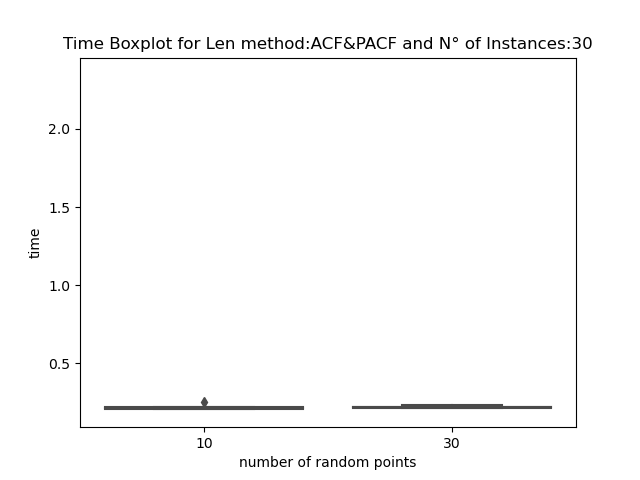 Time Boxplot for Len method:ACF&PACF and N° of Instances:30
2.0
1.5
1.0
0.5
time
10
30
number of random points